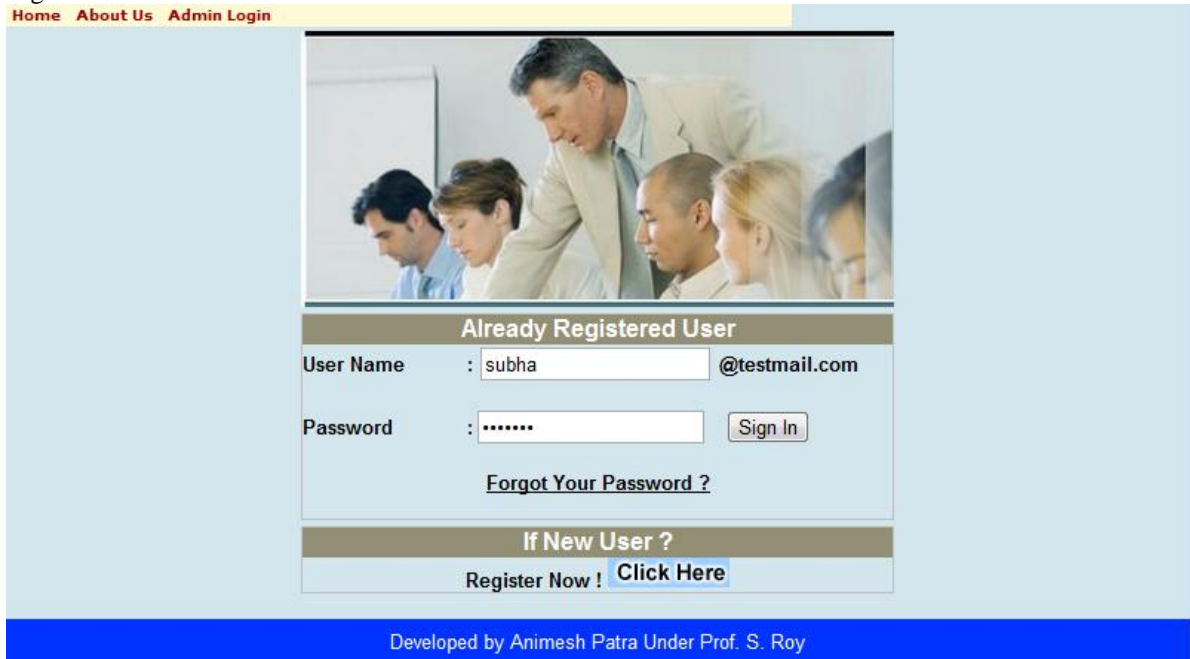 Home About Us Admin Login
Already Registered User
User Name : subha @testmail.com
Password : ••••••• Sign In
Forgot Your Password ?
If New User ?
Register Now ! Click Here
Developed by Animesh Patra Under Prof. S. Roy